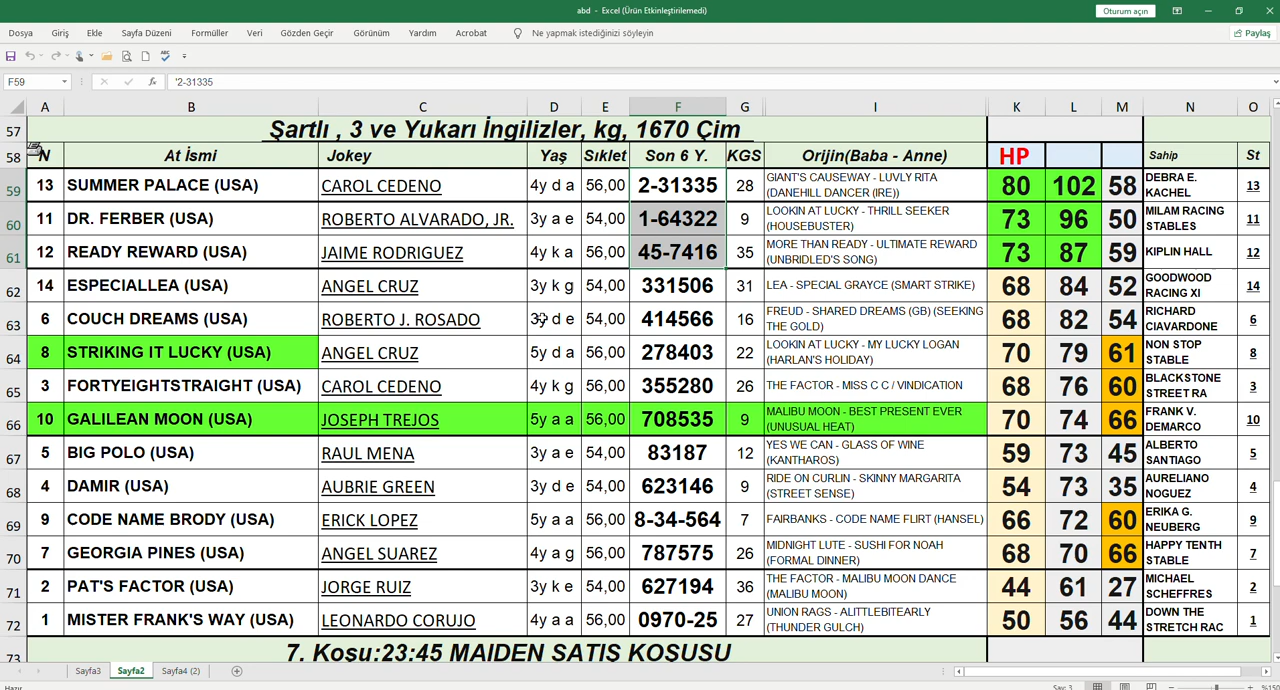 abd - Excel (Ürün Etkinleştirilemedi)
Oturum açın
Dosya Giriş Ekle Sayfa Düzeni Formüller Veri Gözden Geçir Görünüm Yardım Acrobat Ne yapmak istediğinizi söyleyin Paylaş
F59 fx '2-31335
A B C D E F G I K L M N O
57 Şartlı , 3 ve Yukarı İngilizler, kg, 1670 Çim
58 N At İsmi Jokey Yaş Sıklet Son 6 Y. KGS Orijin(Baba - Anne) HP Sahip St
59 13 SUMMER PALACE (USA) CAROL CEDENO 4y d a 56,00 2-31335 28 GIANT'S CAUSEWAY - LUVLY RITA (DANEHILL DANCER (IRE)) 80 102 58 DEBRA E. KACHEL 13
60 11 DR. FERBER (USA) ROBERTO ALVARADO, JR. 3y a e 54,00 1-64322 9 LOOKIN AT LUCKY - THRILL SEEKER (HOUSEBUSTER) 73 96 50 MILAM RACING STABLES 11
61 12 READY REWARD (USA) JAIME RODRIGUEZ 4y k a 56,00 45-7416 35 MORE THAN READY - ULTIMATE REWARD (UNBRIDLED'S SONG) 73 87 59 KIPLIN HALL 12
62 14 ESPECIALLEA (USA) ANGEL CRUZ 3y k g 54,00 331506 31 LEA - SPECIAL GRAYCE (SMART STRIKE) 68 84 52 GOODWOOD RACING XI 14
63 6 COUCH DREAMS (USA) ROBERTO J. ROSADO 3y d e 54,00 414566 16 FREUD - SHARED DREAMS (GB) (SEEKING THE GOLD) 68 82 54 RICHARD CIAVARDONE 6
64 8 STRIKING IT LUCKY (USA) ANGEL CRUZ 5y d a 56,00 278403 22 LOOKIN AT LUCKY - MY LUCKY LOGAN (HARLAN'S HOLIDAY) 70 79 61 NON STOP STABLE 8
65 3 FORTYEIGHTSTRAIGHT (USA) CAROL CEDENO 4y k g 56,00 355280 26 THE FACTOR - MISS C C / VINDICATION 68 76 60 BLACKSTONE STREET RA 3
66 10 GALILEAN MOON (USA) JOSEPH TREJOS 5y a a 56,00 708535 9 MALIBU MOON - BEST PRESENT EVER (UNUSUAL HEAT) 70 74 66 FRANK V. DEMARCO 10
67 5 BIG POLO (USA) RAUL MENA 3y a e 54,00 83187 12 YES WE CAN - GLASS OF WINE (KANTHAROS) 59 73 45 ALBERTO SANTIAGO 5
68 4 DAMIR (USA) AUBRIE GREEN 3y d e 54,00 623146 9 RIDE ON CURLIN - SKINNY MARGARITA (STREET SENSE) 54 73 35 AURELIANO NOGUEZ 4
69 9 CODE NAME BRODY (USA) ERICK LOPEZ 5y a a 56,00 8-34-564 7 FAIRBANKS - CODE NAME FLIRT (HANSEL) 66 72 60 ERIKA G. NEUBERG 9
70 7 GEORGIA PINES (USA) ANGEL SUAREZ 4y a g 56,00 787575 26 MIDNIGHT LUTE - SUSHI FOR NOAH (FORMAL DINNER) 68 70 66 HAPPY TENTH STABLE 7
71 2 PAT'S FACTOR (USA) JORGE RUIZ 3y k e 54,00 627194 36 THE FACTOR - MALIBU MOON DANCE (MALIBU MOON) 44 61 27 MICHAEL SCHEFFRES 2
72 1 MISTER FRANK'S WAY (USA) LEONARDO CORUJO 4y a a 56,00 0970-25 27 UNION RAGS - ALITTLEBITEARLY (THUNDER GULCH) 50 56 44 DOWN THE STRETCH RAC 1
73 7. Koşu:23:45 MAIDEN SATIŞ KOŞUSU
Sayfa3 Sayfa2 Sayfa4 (2)
Hazır Say: 3 %150